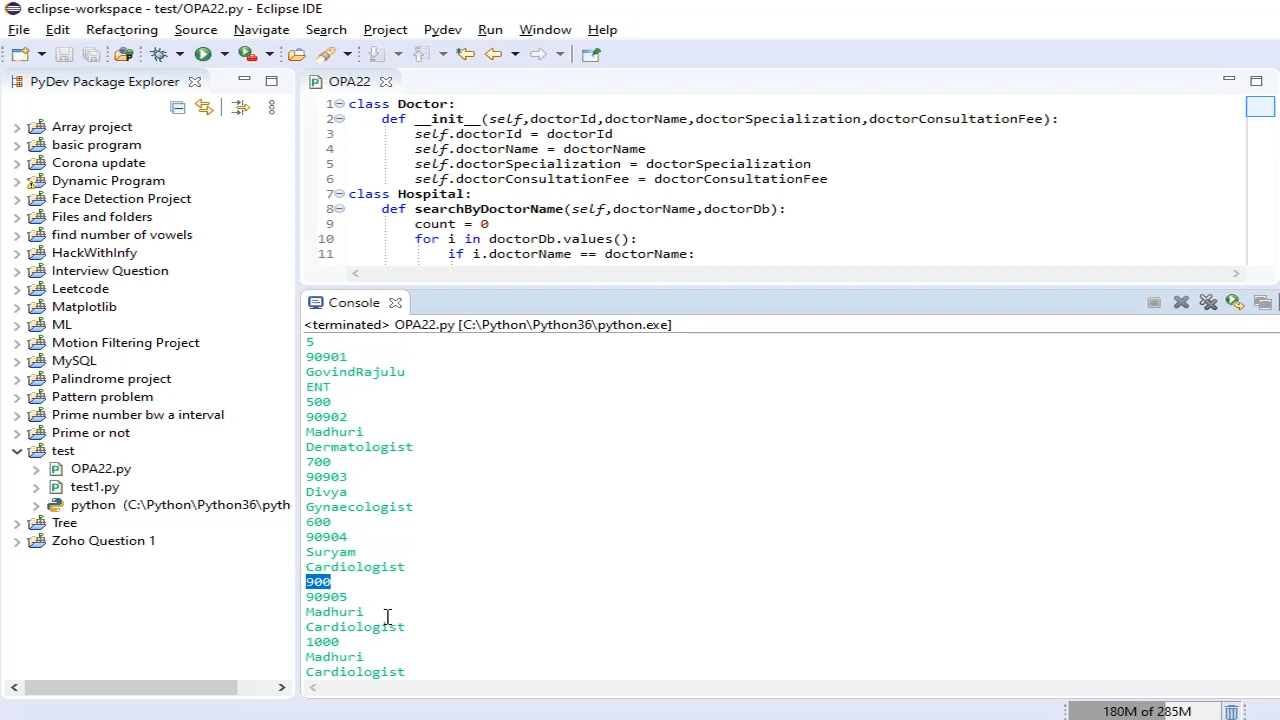 eclipse-workspace - test/OPA22.py - Eclipse IDE
File Edit Refactoring Source Navigate Search Project Pydev Run Window Help
PyDev Package Explorer
Array project
basic program
Corona update
Dynamic Program
Face Detection Project
Files and folders
find number of vowels
HackWithInfy
Interview Question
Leetcode
Matplotlib
ML
Motion Filtering Project
MySQL
Palindrome project
Pattern problem
Prime number bw a interval
Prime or not
test
OPA22.py
test1.py
python (C:\Python\Python36\pyth
Tree
Zoho Question 1
OPA22
1 class Doctor:
2 def __init__(self,doctorId,doctorName,doctorSpecialization,doctorConsultationFee):
3 self.doctorId = doctorId
4 self.doctorName = doctorName
5 self.doctorSpecialization = doctorSpecialization
6 self.doctorConsultationFee = doctorConsultationFee
7 class Hospital:
8 def searchByDoctorName(self,doctorName,doctorDb):
9 count = 0
10 for i in doctorDb.values():
11 if i.doctorName == doctorName:
Console
<terminated> OPA22.py [C:\Python\Python36\python.exe]
5
90901
GovindRajulu
ENT
500
90902
Madhuri
Dermatologist
700
90903
Divya
Gynaecologist
600
90904
Suryam
Cardiologist
900
90905
Madhuri
Cardiologist
1000
Madhuri
Cardiologist
180M of 285M